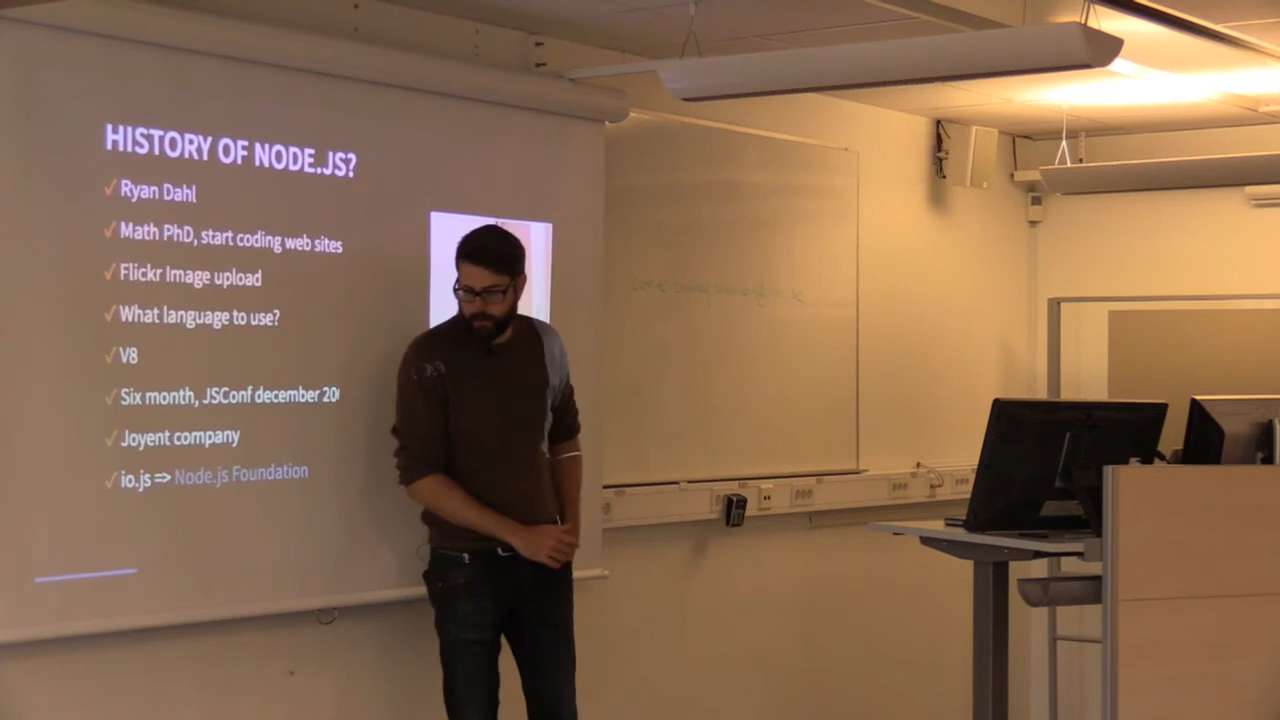 HISTORY OF NODE.JS?
✓ Ryan Dahl
✓ Math PhD, start coding web sites
✓ Flickr Image upload
✓ What language to use?
✓ V8
✓ Six month, JSConf december
✓ Joyent company
✓ io.js => Node.js Foundation